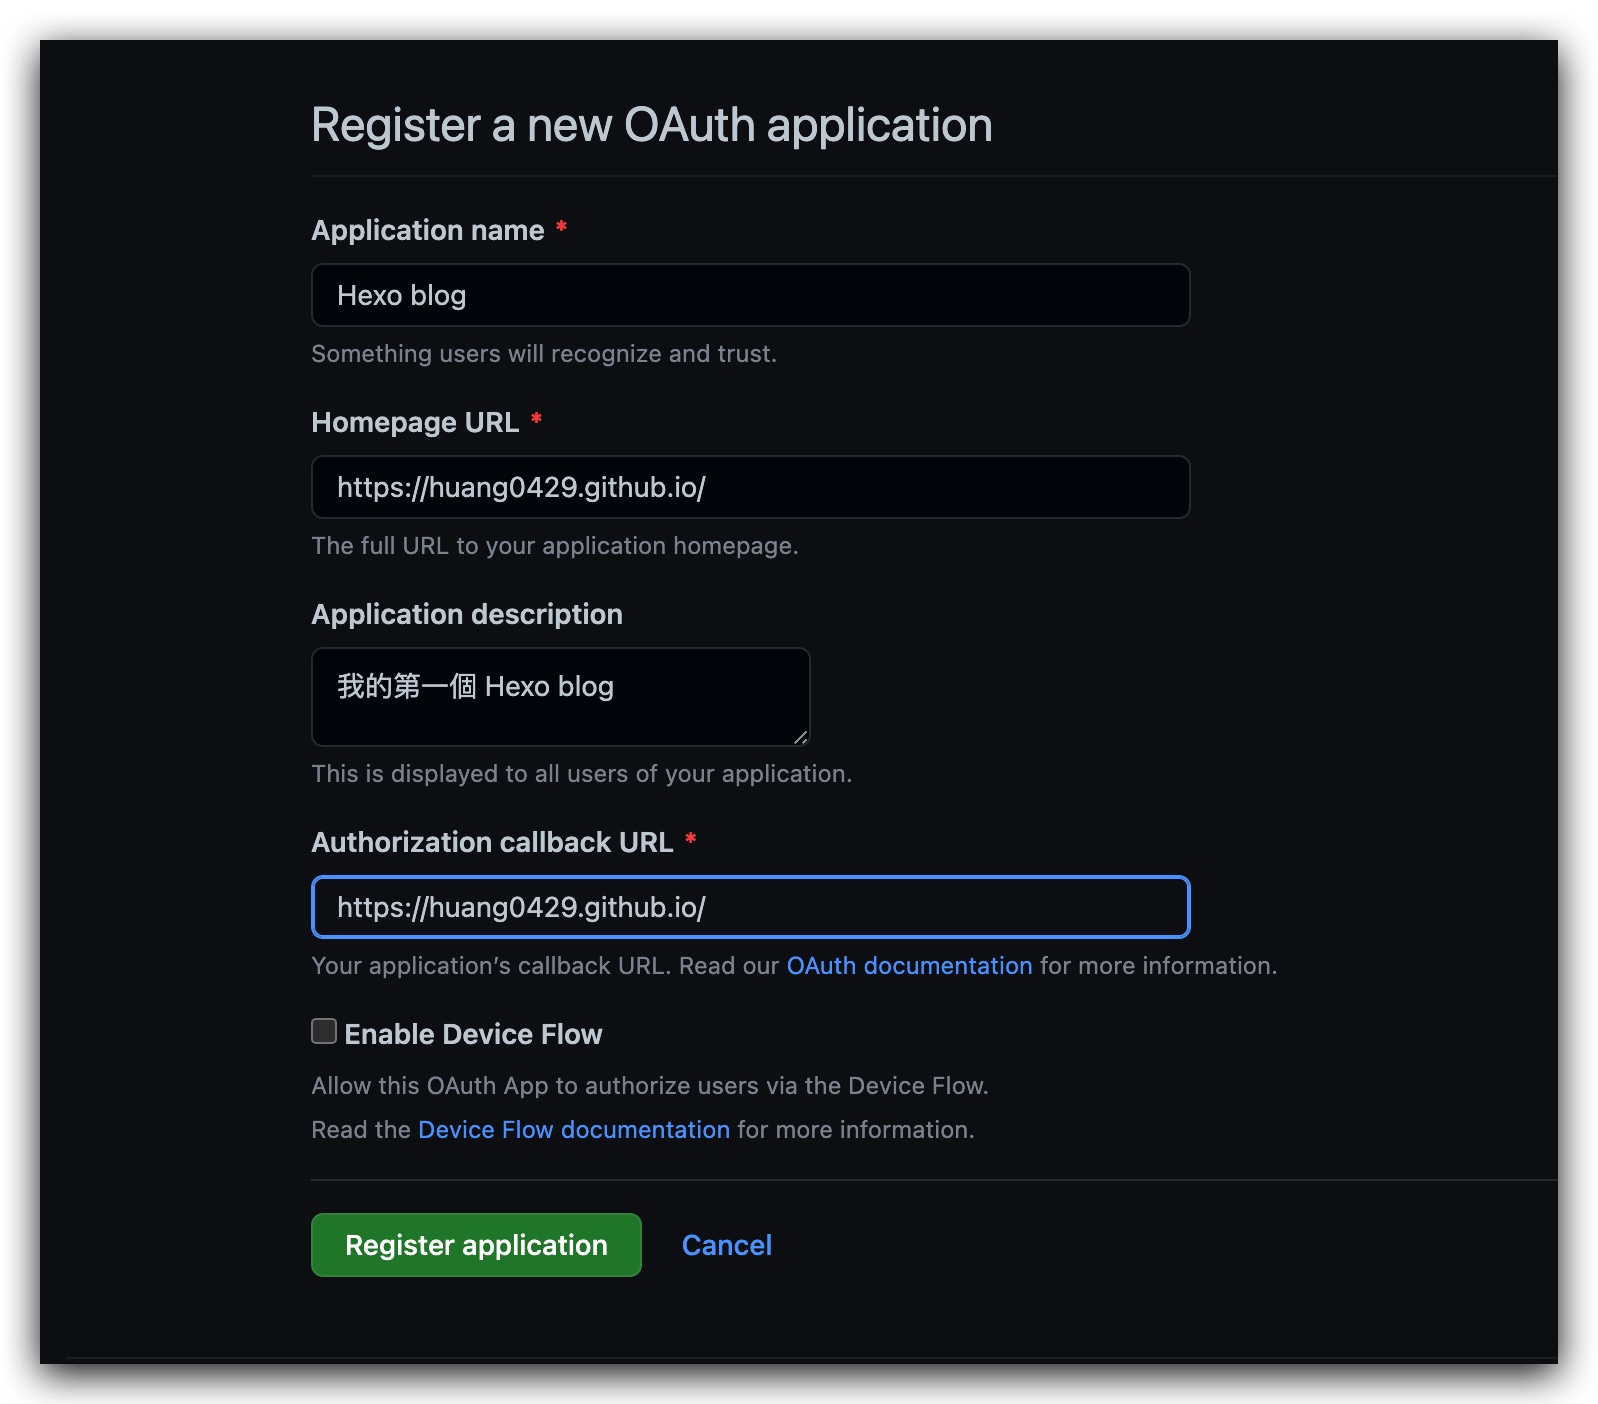 Register a new OAuth application
Application name *
Hexo blog
Something users will recognize and trust.
Homepage URL *
https://huang0429.github.io/
The full URL to your application homepage.
Application description
我的第一個 Hexo blog
This is displayed to all users of your application.
Authorization callback URL *
https://huang0429.github.io/
Your application’s callback URL. Read our OAuth documentation for more information.
Enable Device Flow
Allow this OAuth App to authorize users via the Device Flow.
Read the Device Flow documentation for more information.
Register application Cancel